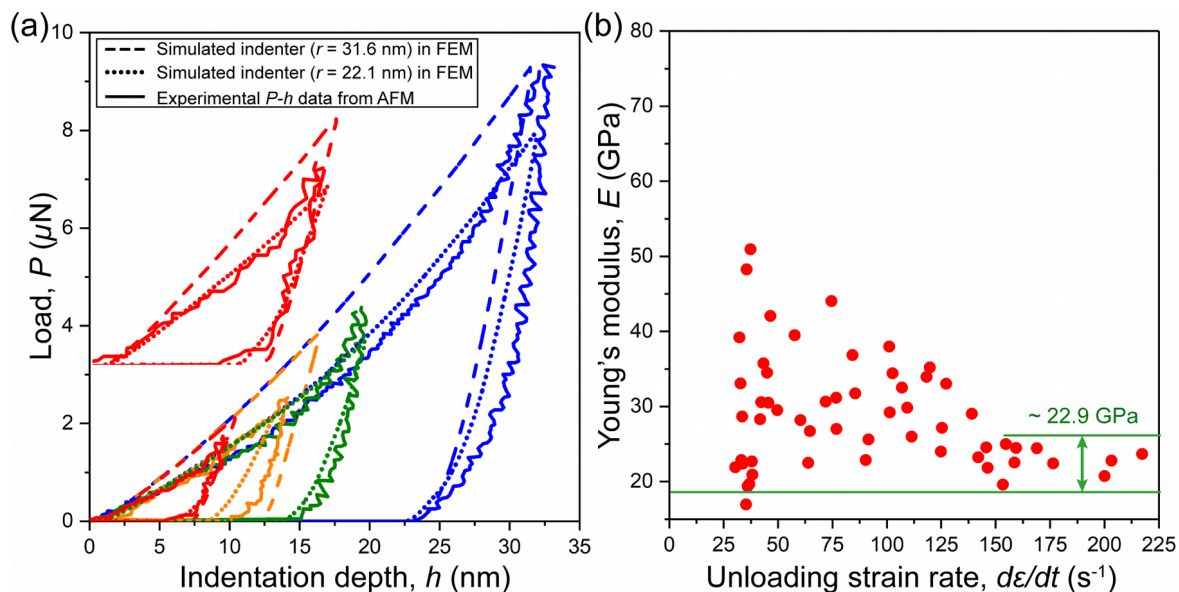 (a)
10
8
6
4
2
0
Load, P (μN)
Simulated indenter (r = 31.6 nm) in FEM
Simulated indenter (r = 22.1 nm) in FEM
Experimental P-h data from AFM
0 5 10 15 20 25 30 35
Indentation depth, h (nm)
(b)
80
70
60
50
40
30
20
Young's modulus, E (GPa)
~ 22.9 GPa
0 25 50 75 100 125 150 175 200 225
Unloading strain rate, dε/dt (s⁻¹)